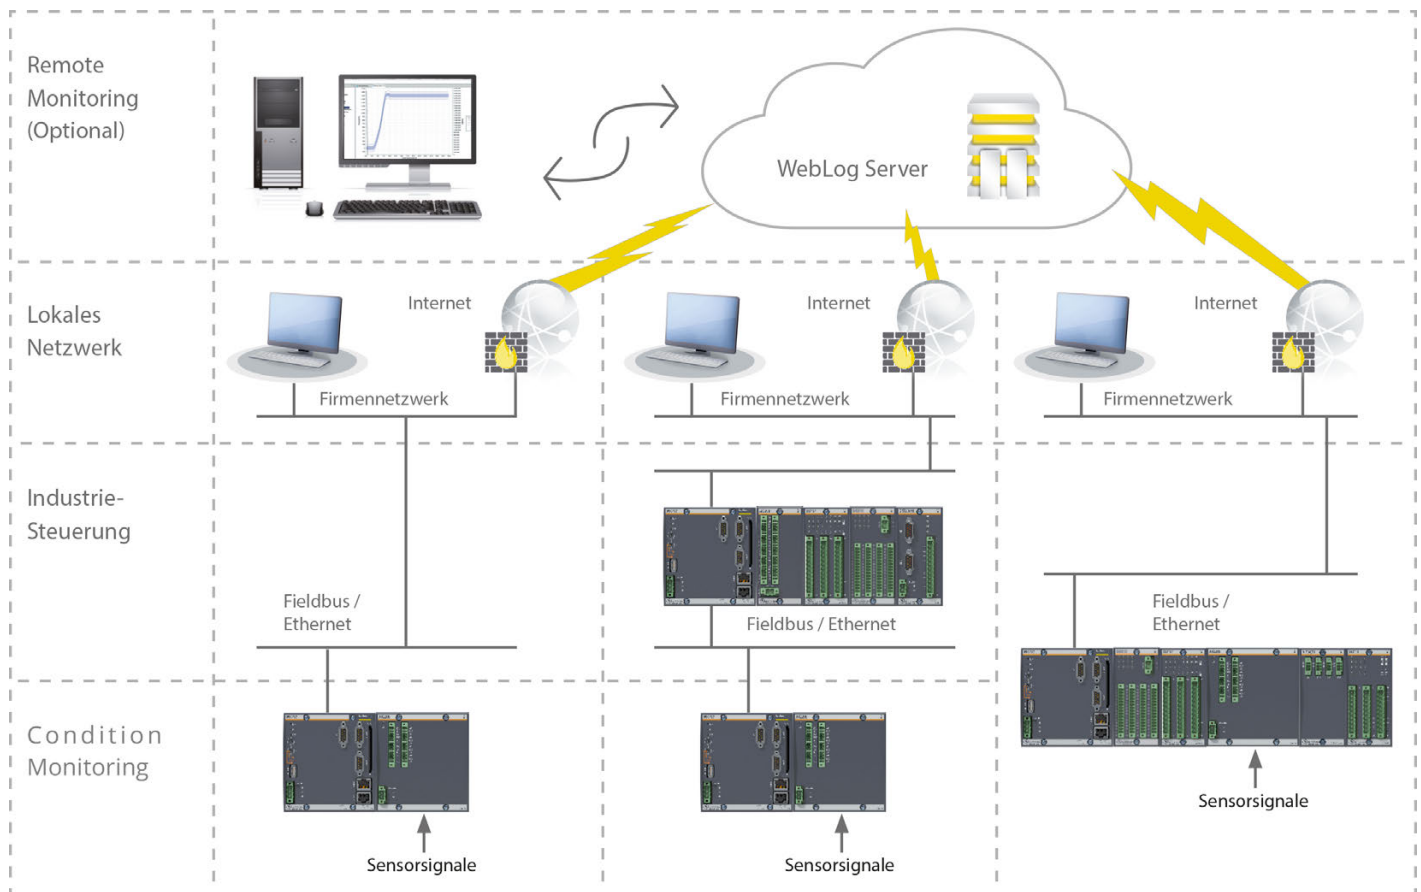 Remote
Monitoring
(Optional)
WebLog Server
Lokales
Netzwerk
Internet
Firmennetzwerk
Internet
Firmennetzwerk
Internet
Firmennetzwerk
Industrie-
Steuerung
Fieldbus /
Ethernet
Fieldbus / Ethernet
Fieldbus /
Ethernet
Condition
Monitoring
Sensorsignale
Sensorsignale
Sensorsignale